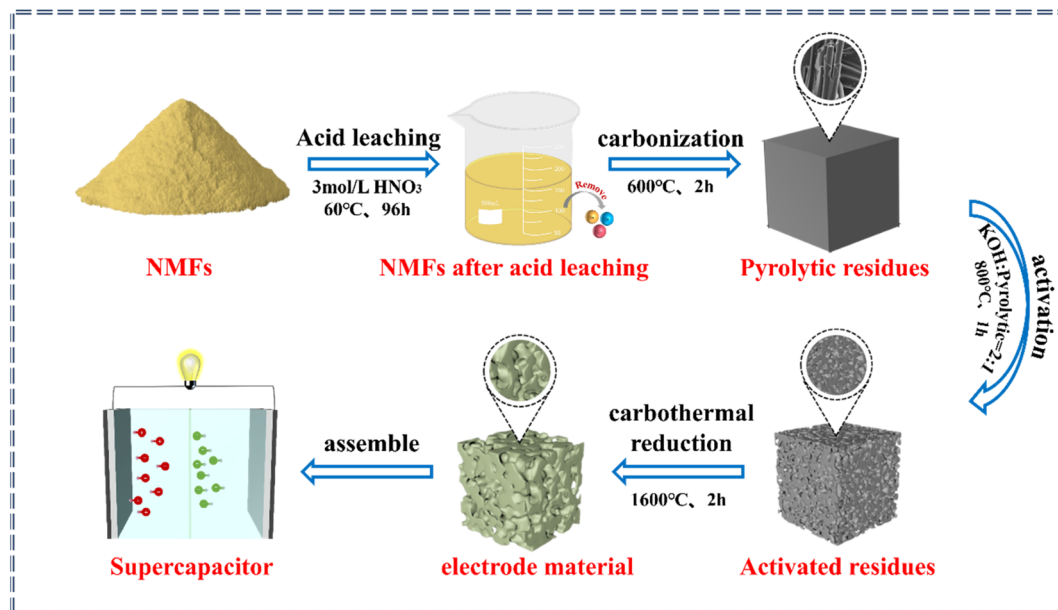 Acid leaching
3mol/L HNO₃
60℃、96h
Remove
carbonization
600℃、2h
NMFs
NMFs after acid leaching
Pyrolytic residues
activation
KOH:Pyrolytic=2:1
800℃、 1h
carbothermal
reduction
1600℃、2h
assemble
Supercapacitor
electrode material
Activated residues